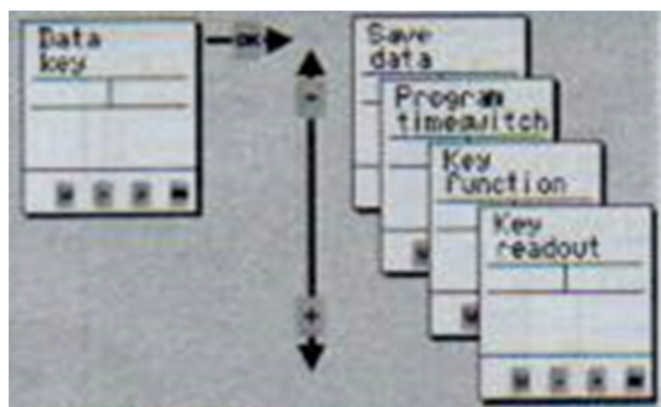 Data
key
OK
Save
data
-
Program
timeswitch
Key
function
Key
readout
+